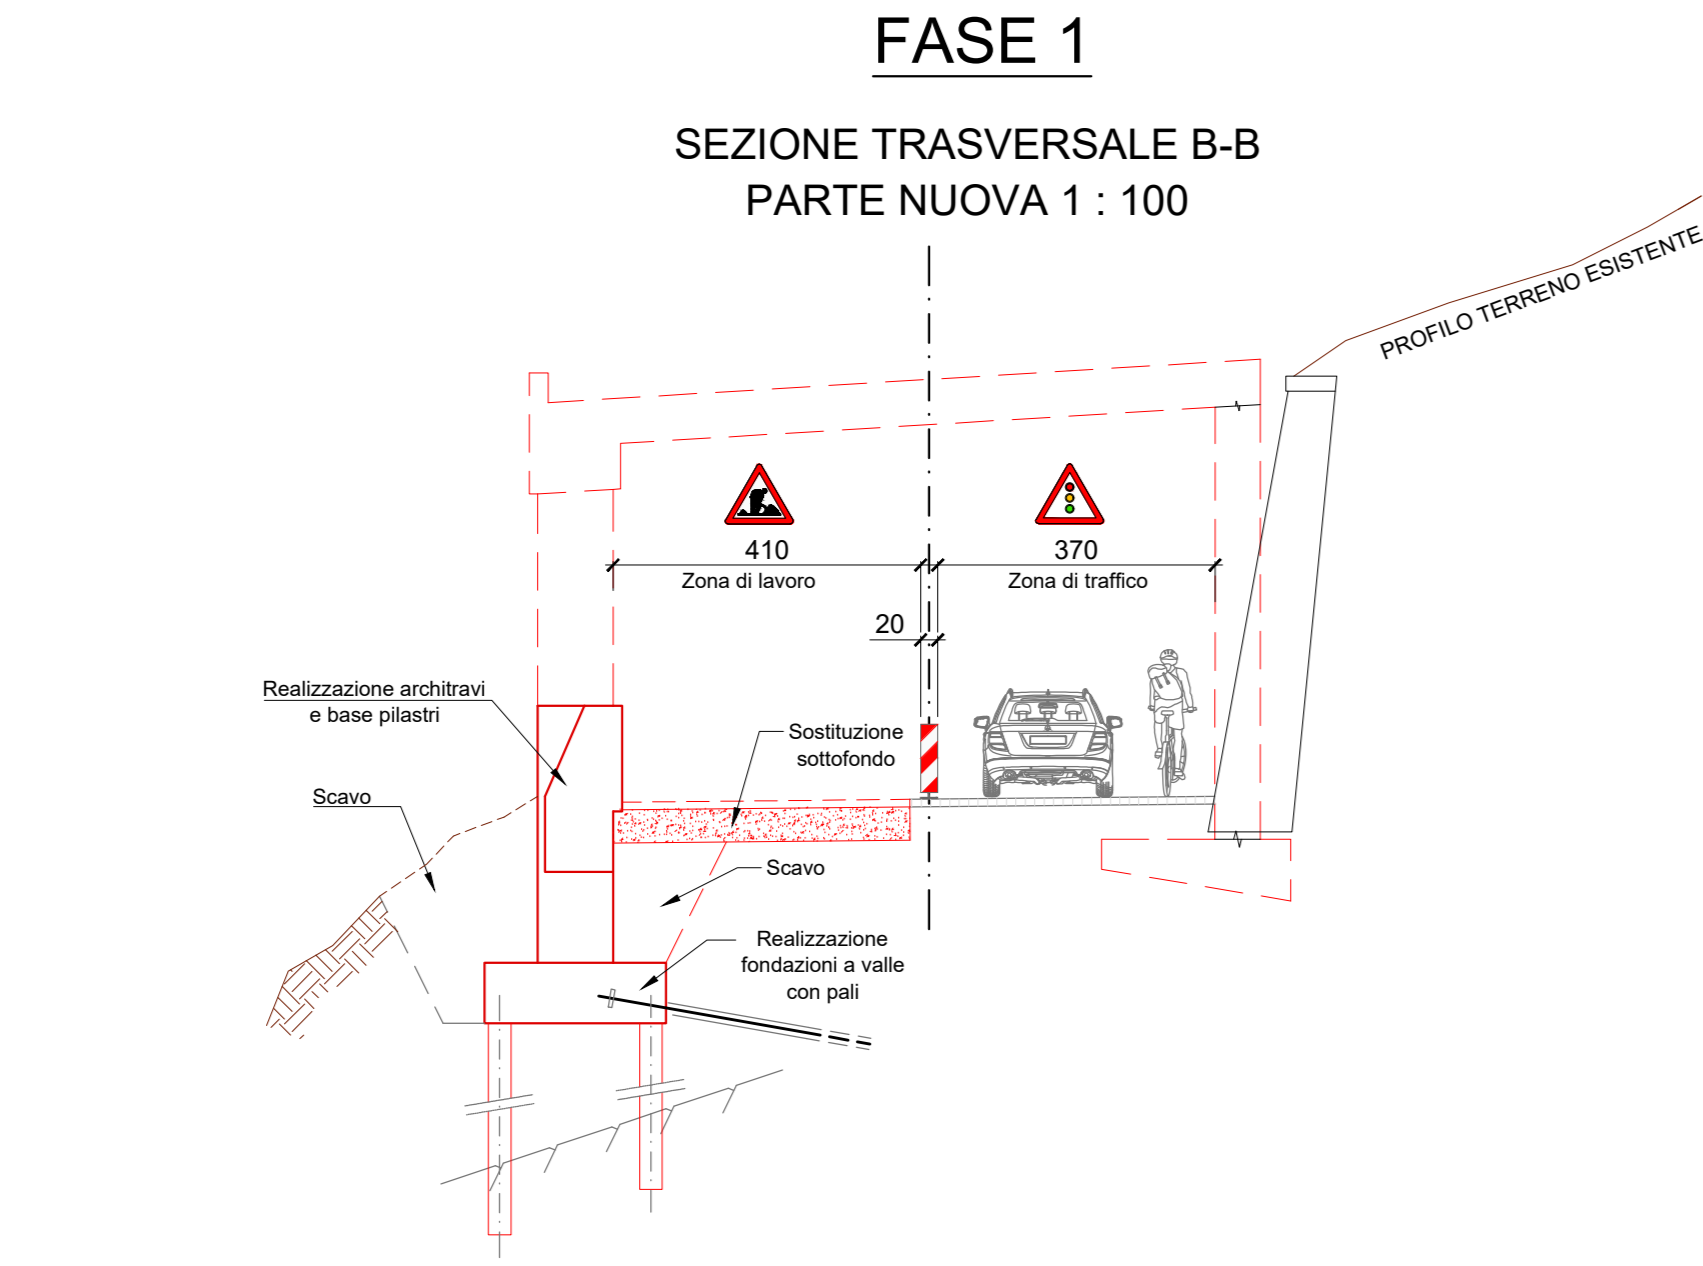 FASE 1
SEZIONE TRASVERSALE B-B
PARTE NUOVA 1 : 100
PROFILO TERRENO ESISTENTE
410
370
Zona di lavoro
Zona di traffico
20
Realizzazione architravi
e base pilastri
Sostituzione
sottofondo
Scavo
Scavo
Realizzazione
fondazioni a valle
con pali